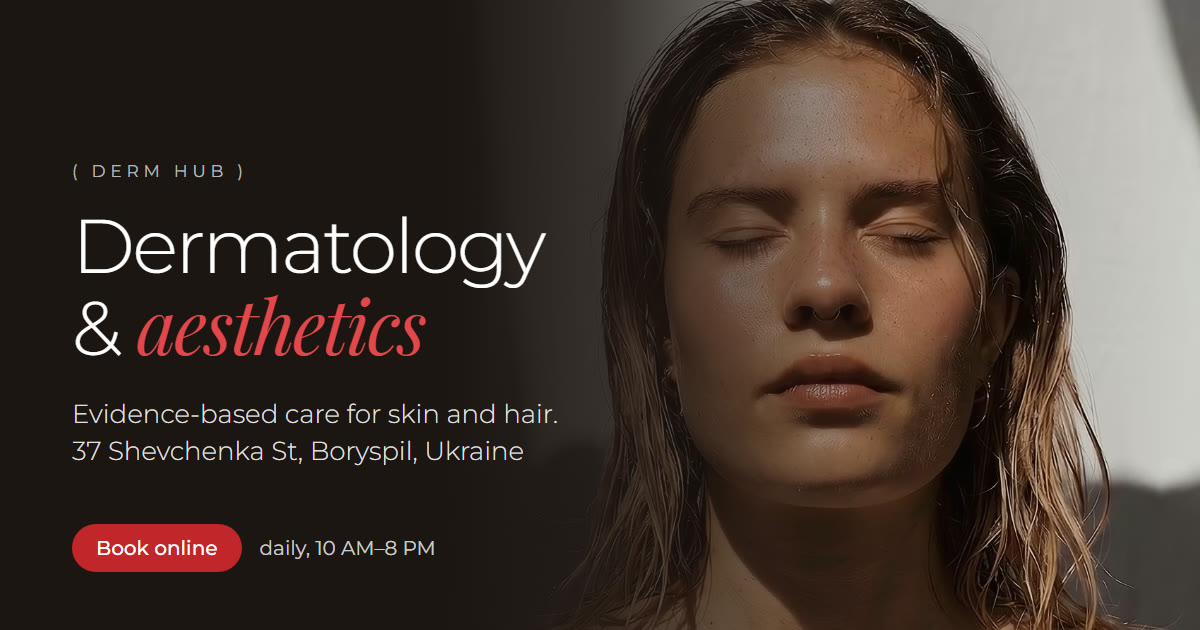 ( DERM HUB )
Dermatology
& aesthetics
Evidence-based care for skin and hair.
37 Shevchenka St, Boryspil, Ukraine
Book online
daily, 10 AM–8 PM